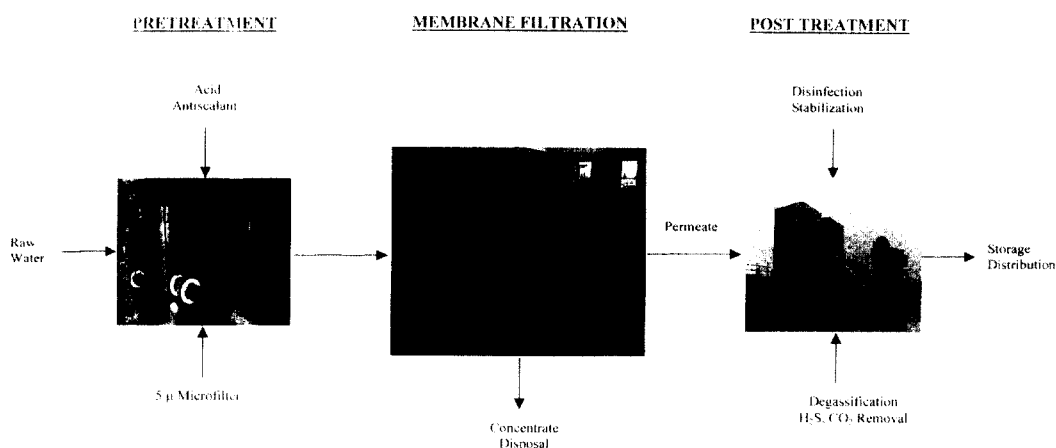 PRETREATMENT
MEMBRANE FILTRATION
POST TREATMENT
Acid
Antiscalant
Disinfection
Stabilization
Raw
Water
Permeate
Storage
Distribution
5 μ Microfilter
Concentrate
Disposal
Degassification
H₂S, CO₂ Removal